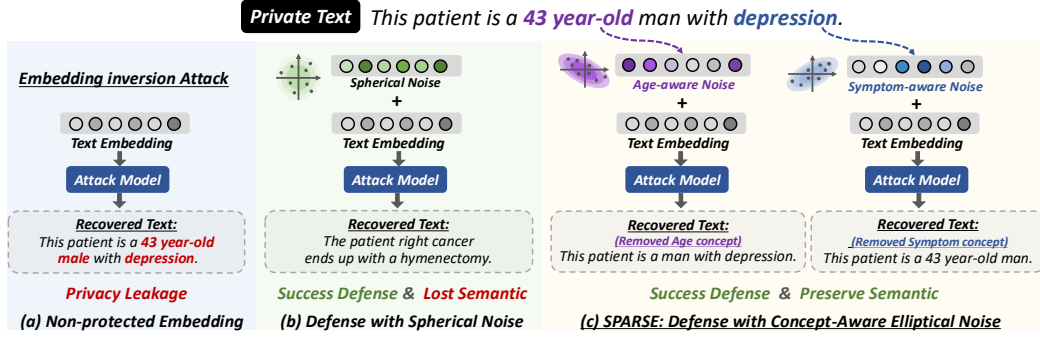 Private Text This patient is a 43 year-old man with depression.
Embedding inversion Attack
Text Embedding
Attack Model
Recovered Text:
This patient is a 43 year-old
male with depression.
Privacy Leakage
(a) Non-protected Embedding
Spherical Noise
+
Text Embedding
Attack Model
Recovered Text:
The patient right cancer
ends up with a hymenectomy.
Success Defense & Lost Semantic
(b) Defense with Spherical Noise
Age-aware Noise
+
Text Embedding
Attack Model
Recovered Text:
(Removed Age concept)
This patient is a man with depression.
Symptom-aware Noise
+
Text Embedding
Attack Model
Recovered Text:
(Removed Symptom concept)
This patient is a 43 year-old man.
Success Defense & Preserve Semantic
(c) SPARSE: Defense with Concept-Aware Elliptical Noise